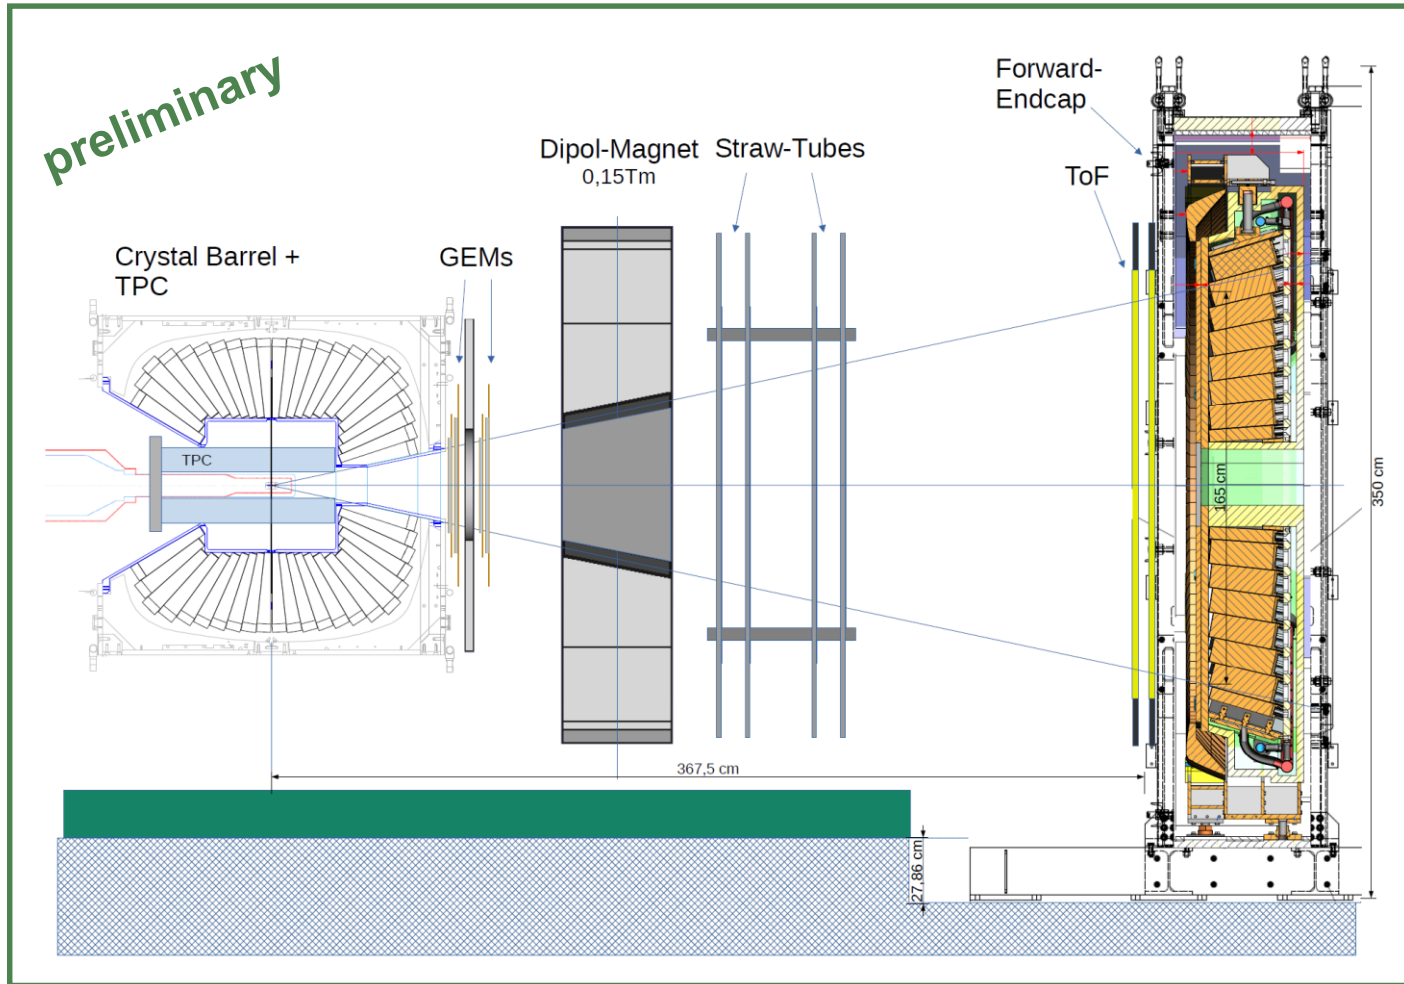 preliminary
Forward-
Endcap
Dipol-Magnet
0,15Tm
Straw-Tubes
ToF
Crystal Barrel +
TPC
GEMs
TPC
165 cm
350 cm
367,5 cm
27,86 cm